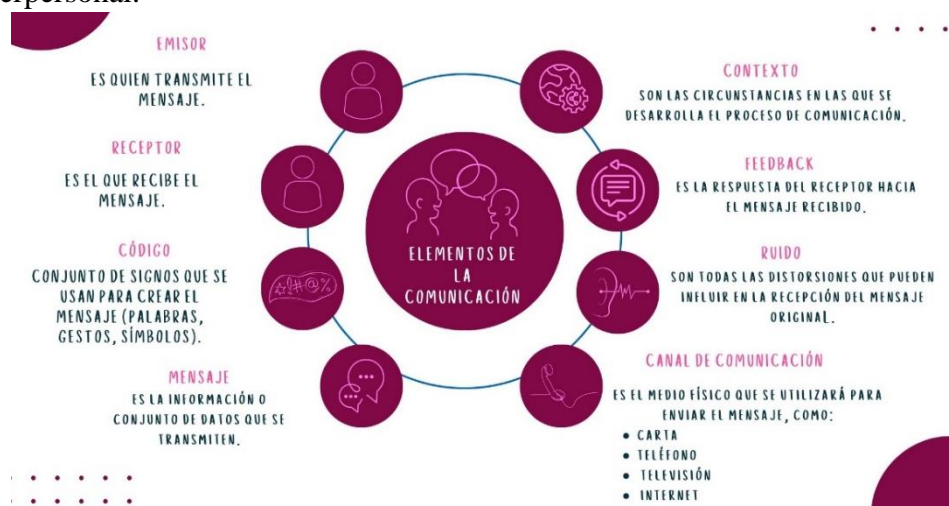 erpersonal.
EMISOR
ES QUIEN TRANSMITE EL
MENSAJE.
RECEPTOR
ES EL QUE RECIBE EL
MENSAJE.
CÓDIGO
CONJUNTO DE SIGNOS QUE SE
USAN PARA CREAR EL
MENSAJE (PALABRAS,
GESTOS, SÍMBOLOS).
MENSAJE
ES LA INFORMACIÓN O
CONJUNTO DE DATOS QUE SE
TRANSMITEN.
ELEMENTOS DE
LA
COMUNICACIÓN
CONTEXTO
SON LAS CIRCUNSTANCIAS EN LAS QUE SE
DESARROLLA EL PROCESO DE COMUNICACIÓN.
FEEDBACK
ES LA RESPUESTA DEL RECEPTOR HACIA
EL MENSAJE RECIBIDO.
RUIDO
SON TODAS LAS DISTORSIONES QUE PUEDEN
INFLUIR EN LA RECEPCIÓN DEL MENSAJE
ORIGINAL.
CANAL DE COMUNICACIÓN
ES EL MEDIO FÍSICO QUE SE UTILIZARÁ PARA
ENVIAR EL MENSAJE, COMO:
• CARTA
• TELÉFONO
• TELEVISIÓN
• INTERNET